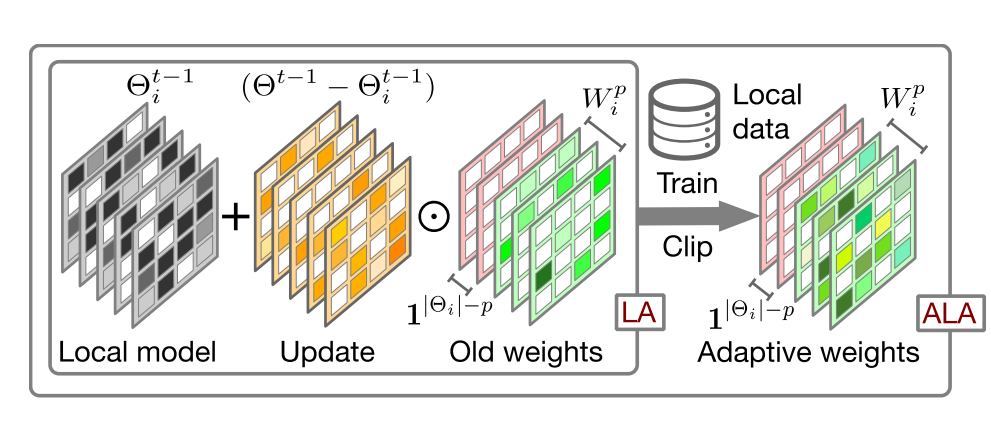 Θ_i^{t−1}
(Θ^{t−1} − Θ_i^{t−1})
W_i^p
Local
data
W_i^p
+
⊙
Train
Clip
1^{|Θ_i|−p}
1^{|Θ_i|−p}
LA
ALA
Local model
Update
Old weights
Adaptive weights